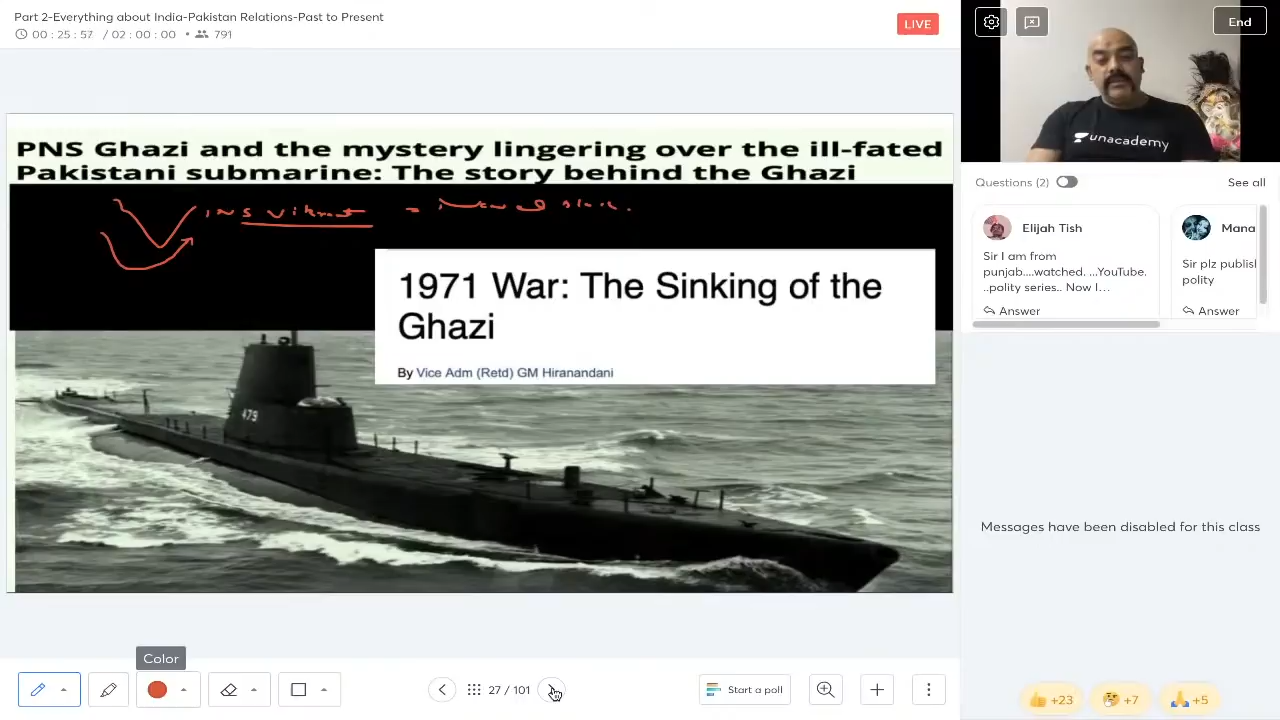 Part 2-Everything about India-Pakistan Relations-Past to Present
00 : 25 : 57 / 02 : 00 : 00 • 791
LIVE
End
unacademy
PNS Ghazi and the mystery lingering over the ill-fated
Pakistani submarine: The story behind the Ghazi
INS Vikrant
1971 War: The Sinking of the
Ghazi
By Vice Adm (Retd) GM Hiranandani
479
Questions (2)
See all
Elijah Tish
Sir I am from
punjab....watched. ...YouTube.
..polity series.. Now I...
Answer
Mana
Sir plz publish
polity
Answer
Messages have been disabled for this class
Color
27 / 101
Start a poll
+23
+7
+5